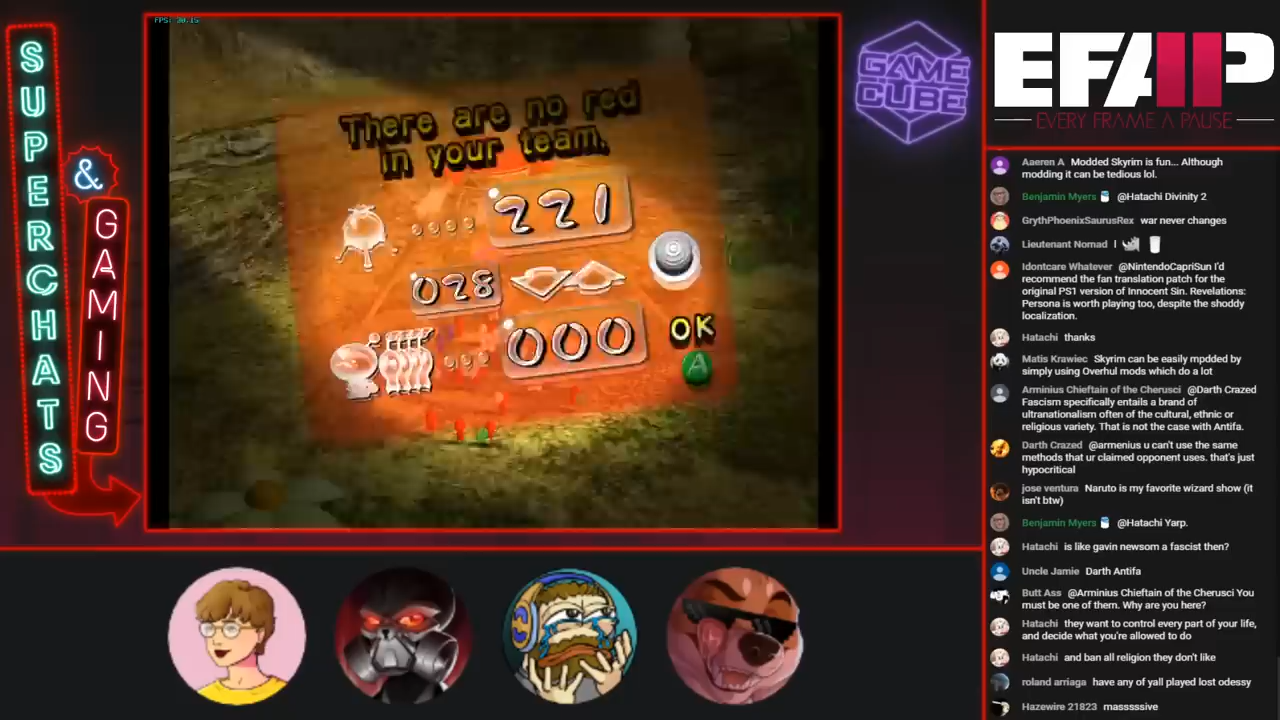 FPS: 30.15
SUPERCHATS
&
GAMING
There are no red
in your team.
221
028
000
OK
A
GAME
CUBE
EFAP
EVERY FRAME A PAUSE
Aaeren A Modded Skyrim is fun... Although
modding it can be tedious lol.
Benjamin Myers @Hatachi Divinity 2
GrythPhoenixSaurusRex war never changes
Lieutenant Nomad I
Idontcare Whatever @NintendoCapriSun I'd
recommend the fan translation patch for the
original PS1 version of Innocent Sin. Revelations:
Persona is worth playing too, despite the shoddy
localization.
Hatachi thanks
Matis Krawiec Skyrim can be easily mpdded by
simply using Overhul mods which do a lot
Arminius Chieftain of the Cherusci @Darth Crazed
Fascism specifically entails a brand of
ultranationalism often of the cultural, ethnic or
religious variety. That is not the case with Antifa.
Darth Crazed @armenius u can't use the same
methods that ur claimed opponent uses. that's just
hypocritical
jose ventura Naruto is my favorite wizard show (it
isn't btw)
Benjamin Myers @Hatachi Yarp.
Hatachi is like gavin newsom a fascist then?
Uncle Jamie Darth Antifa
Butt Ass @Arminius Chieftain of the Cherusci You
must be one of them. Why are you here?
Hatachi they want to control every part of your life,
and decide what you're allowed to do
Hatachi and ban all religion they don't like
roland arriaga have any of yall played lost odessy
Hazewire 21823 masssssive